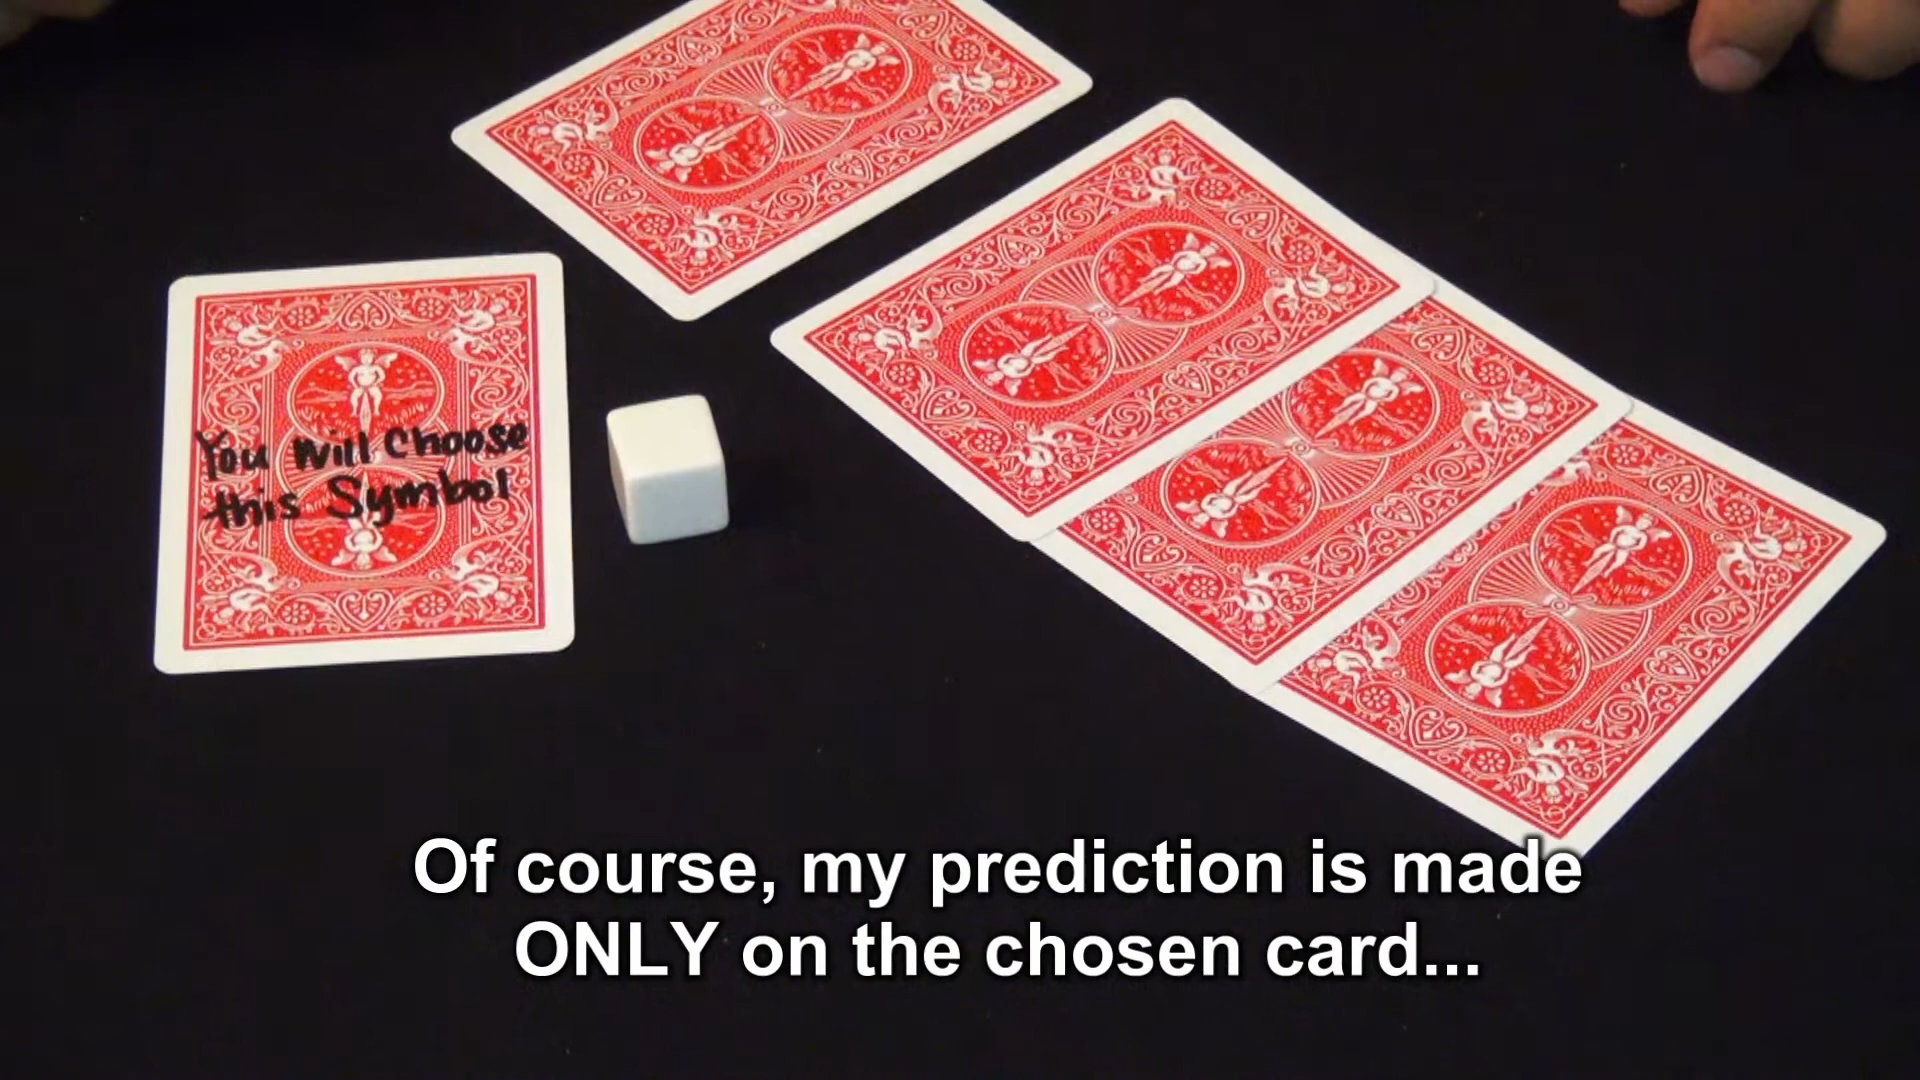 You Will Choose
this Symbol
Of course, my prediction is made
ONLY on the chosen card...